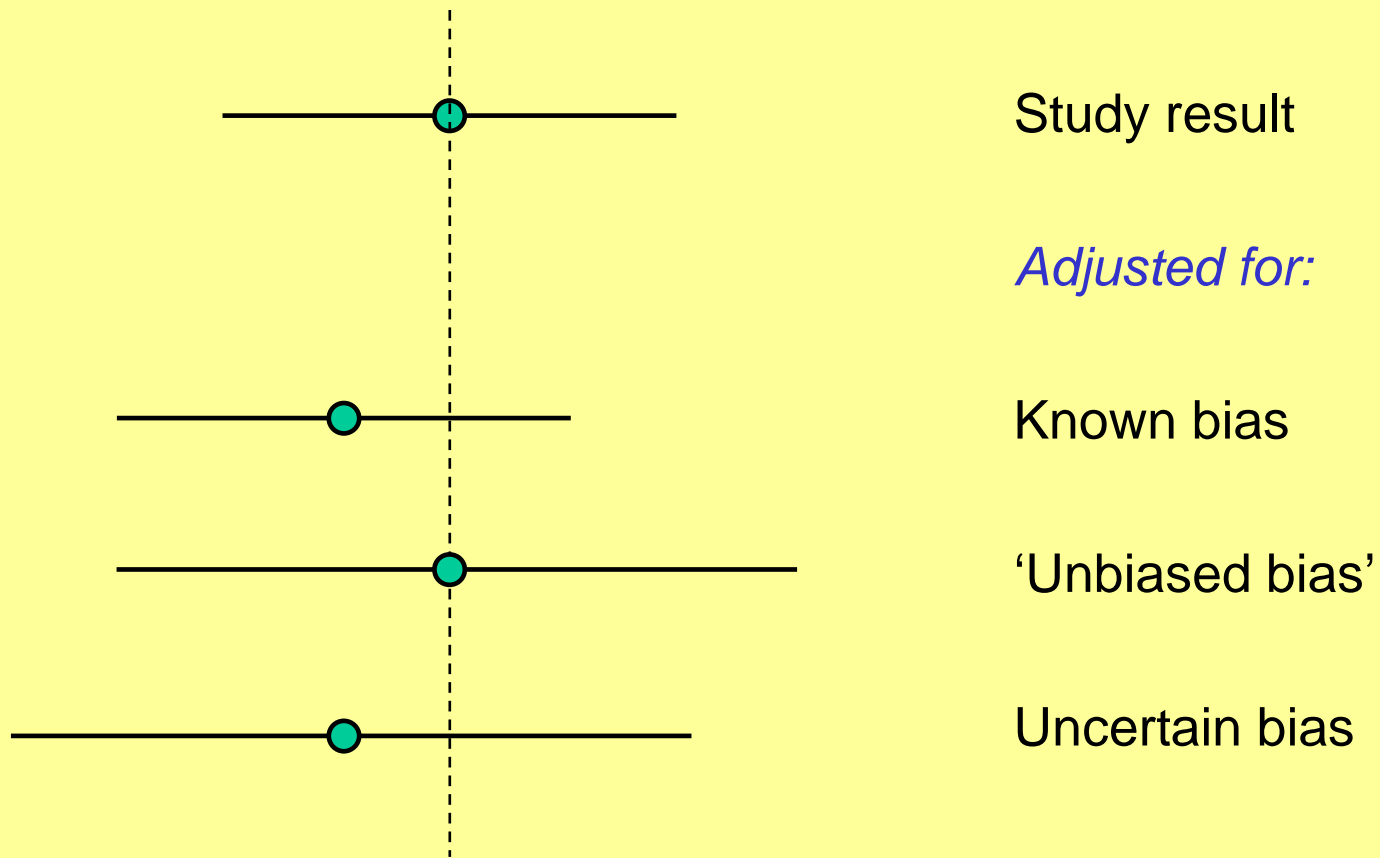 Study result
Adjusted for:
Known bias
‘Unbiased bias’
Uncertain bias